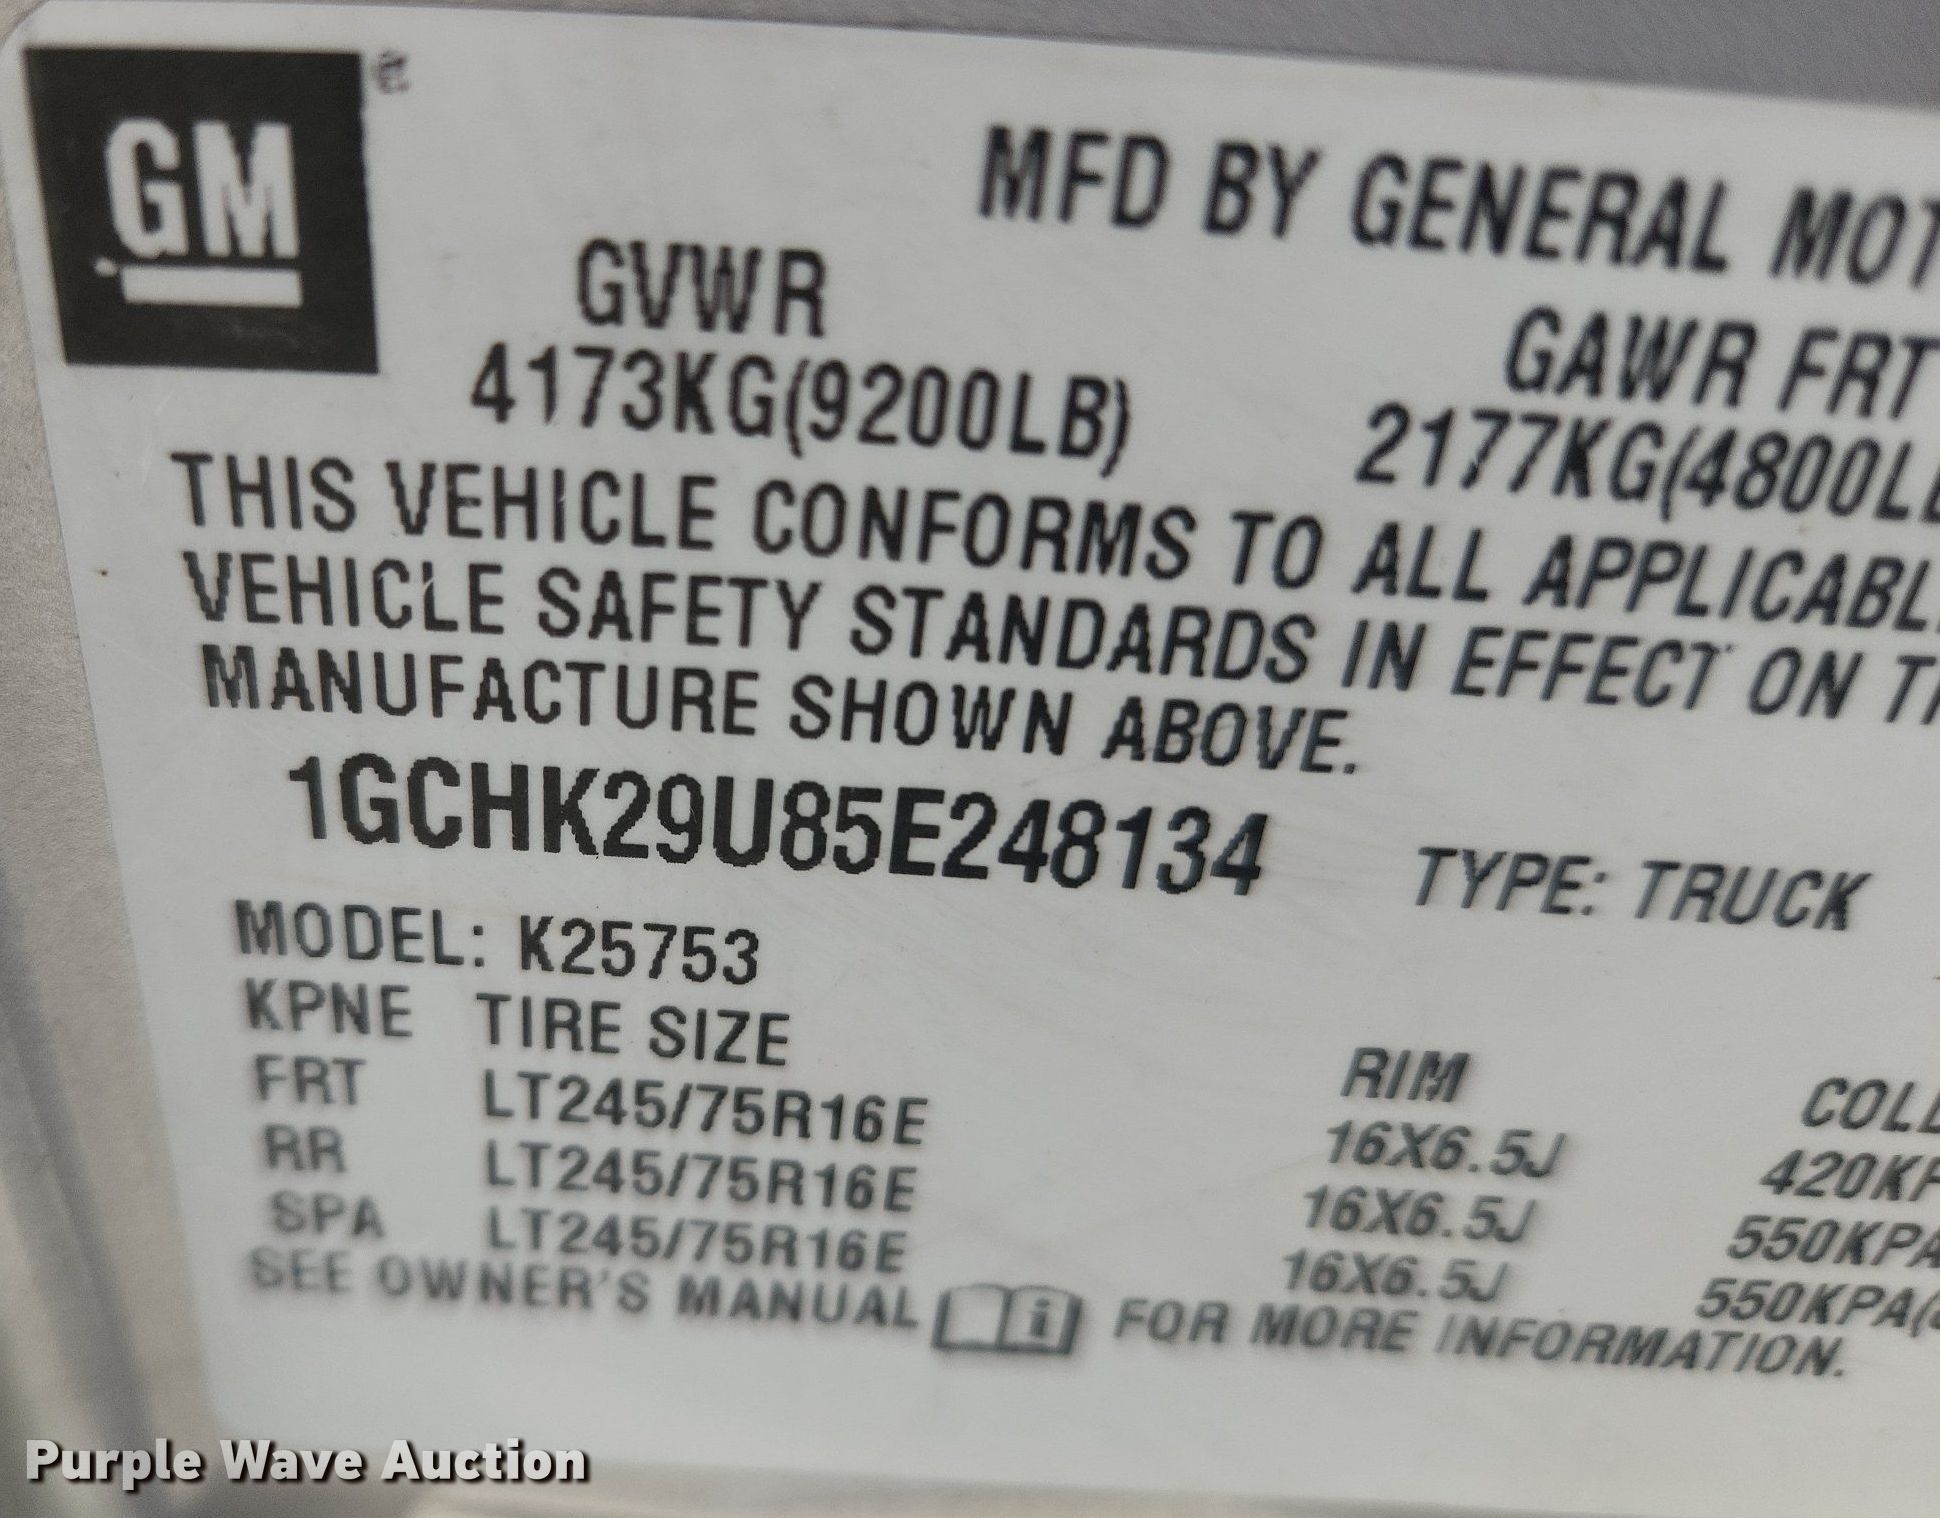 GM®
MFD BY GENERAL MOT
GVWR
GAWR FRT
4173KG(9200LB)
2177KG(4800LB
THIS VEHICLE CONFORMS TO ALL APPLICABL
VEHICLE SAFETY STANDARDS IN EFFECT ON TH
MANUFACTURE SHOWN ABOVE.
1GCHK29U85E248134
TYPE: TRUCK
MODEL: K25753
KPNE TIRE SIZE RIM COLD
FRT LT245/75R16E 16X6.5J 420KP
RR LT245/75R16E 16X6.5J 550KPA
SPA LT245/75R16E 16X6.5J 550KPA(
SEE OWNER'S MANUAL i FOR MORE INFORMATION.
Purple Wave Auction